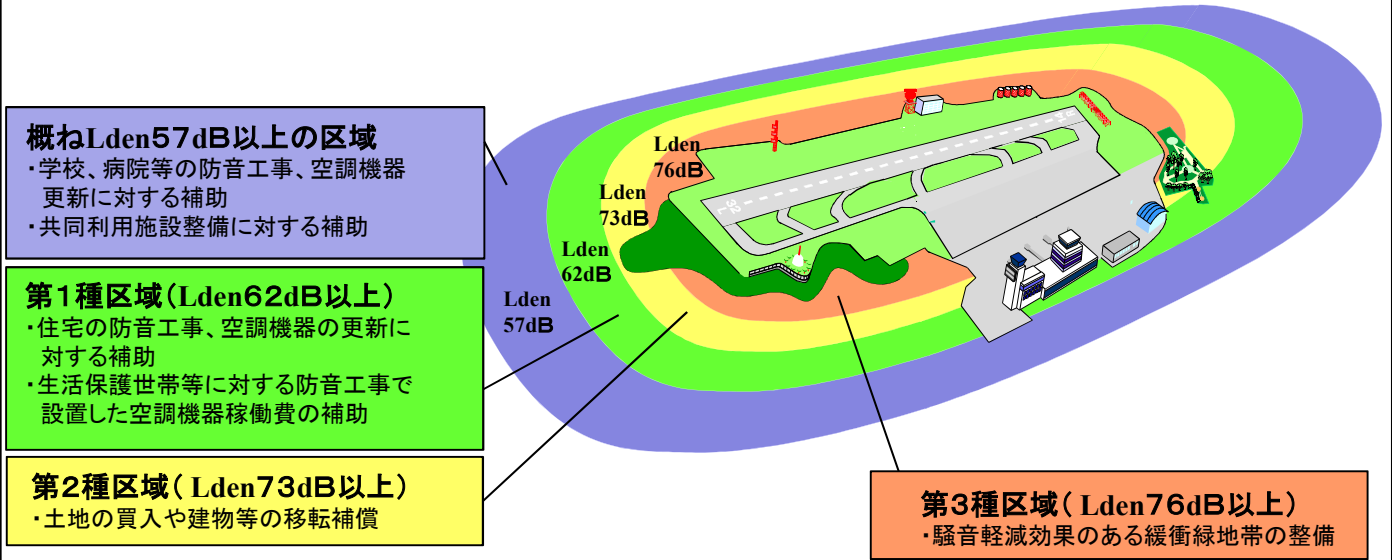 概ねLden57dB以上の区域
・学校、病院等の防音工事、空調機器
更新に対する補助
・共同利用施設整備に対する補助
第1種区域(Lden62dB以上)
・住宅の防音工事、空調機器の更新に
対する補助
・生活保護世帯等に対する防音工事で
設置した空調機器稼働費の補助
第2種区域( Lden73dB以上)
・土地の買入や建物等の移転補償
Lden
76dB
Lden
73dB
Lden
62dB
Lden
57dB
32
L
第3種区域( Lden76dB以上)
・騒音軽減効果のある緩衝緑地帯の整備